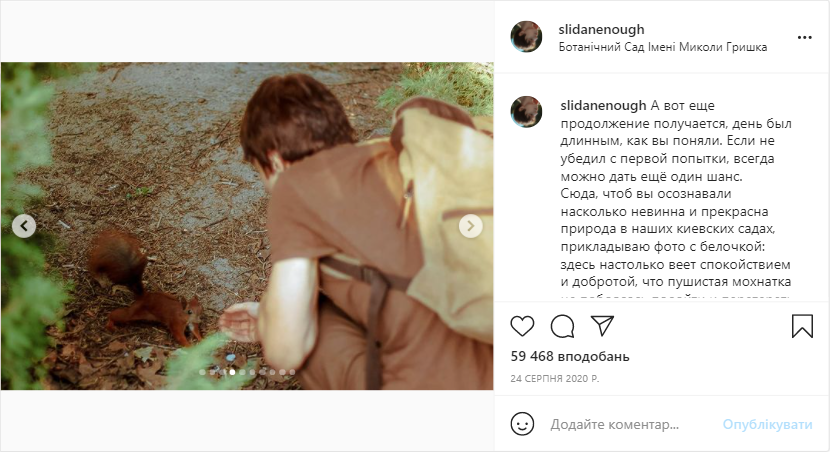 slidanenough
Ботанічний Сад Імені Миколи Гришка
slidanenough А вот еще
продолжение получается, день был
длинным, как вы поняли. Если не
убедил с первой попытки, всегда
можно дать ещё один шанс.
Сюда, чтоб вы осознавали
насколько невинна и прекрасна
природа в наших киевских садах,
прикладываю фото с белочкой:
здесь настолько веет спокойствием
и добротой, что пушистая мохнатка
59 468 вподобань
24 СЕРПНЯ 2020 Р.
Додайте коментар...
Опублікувати